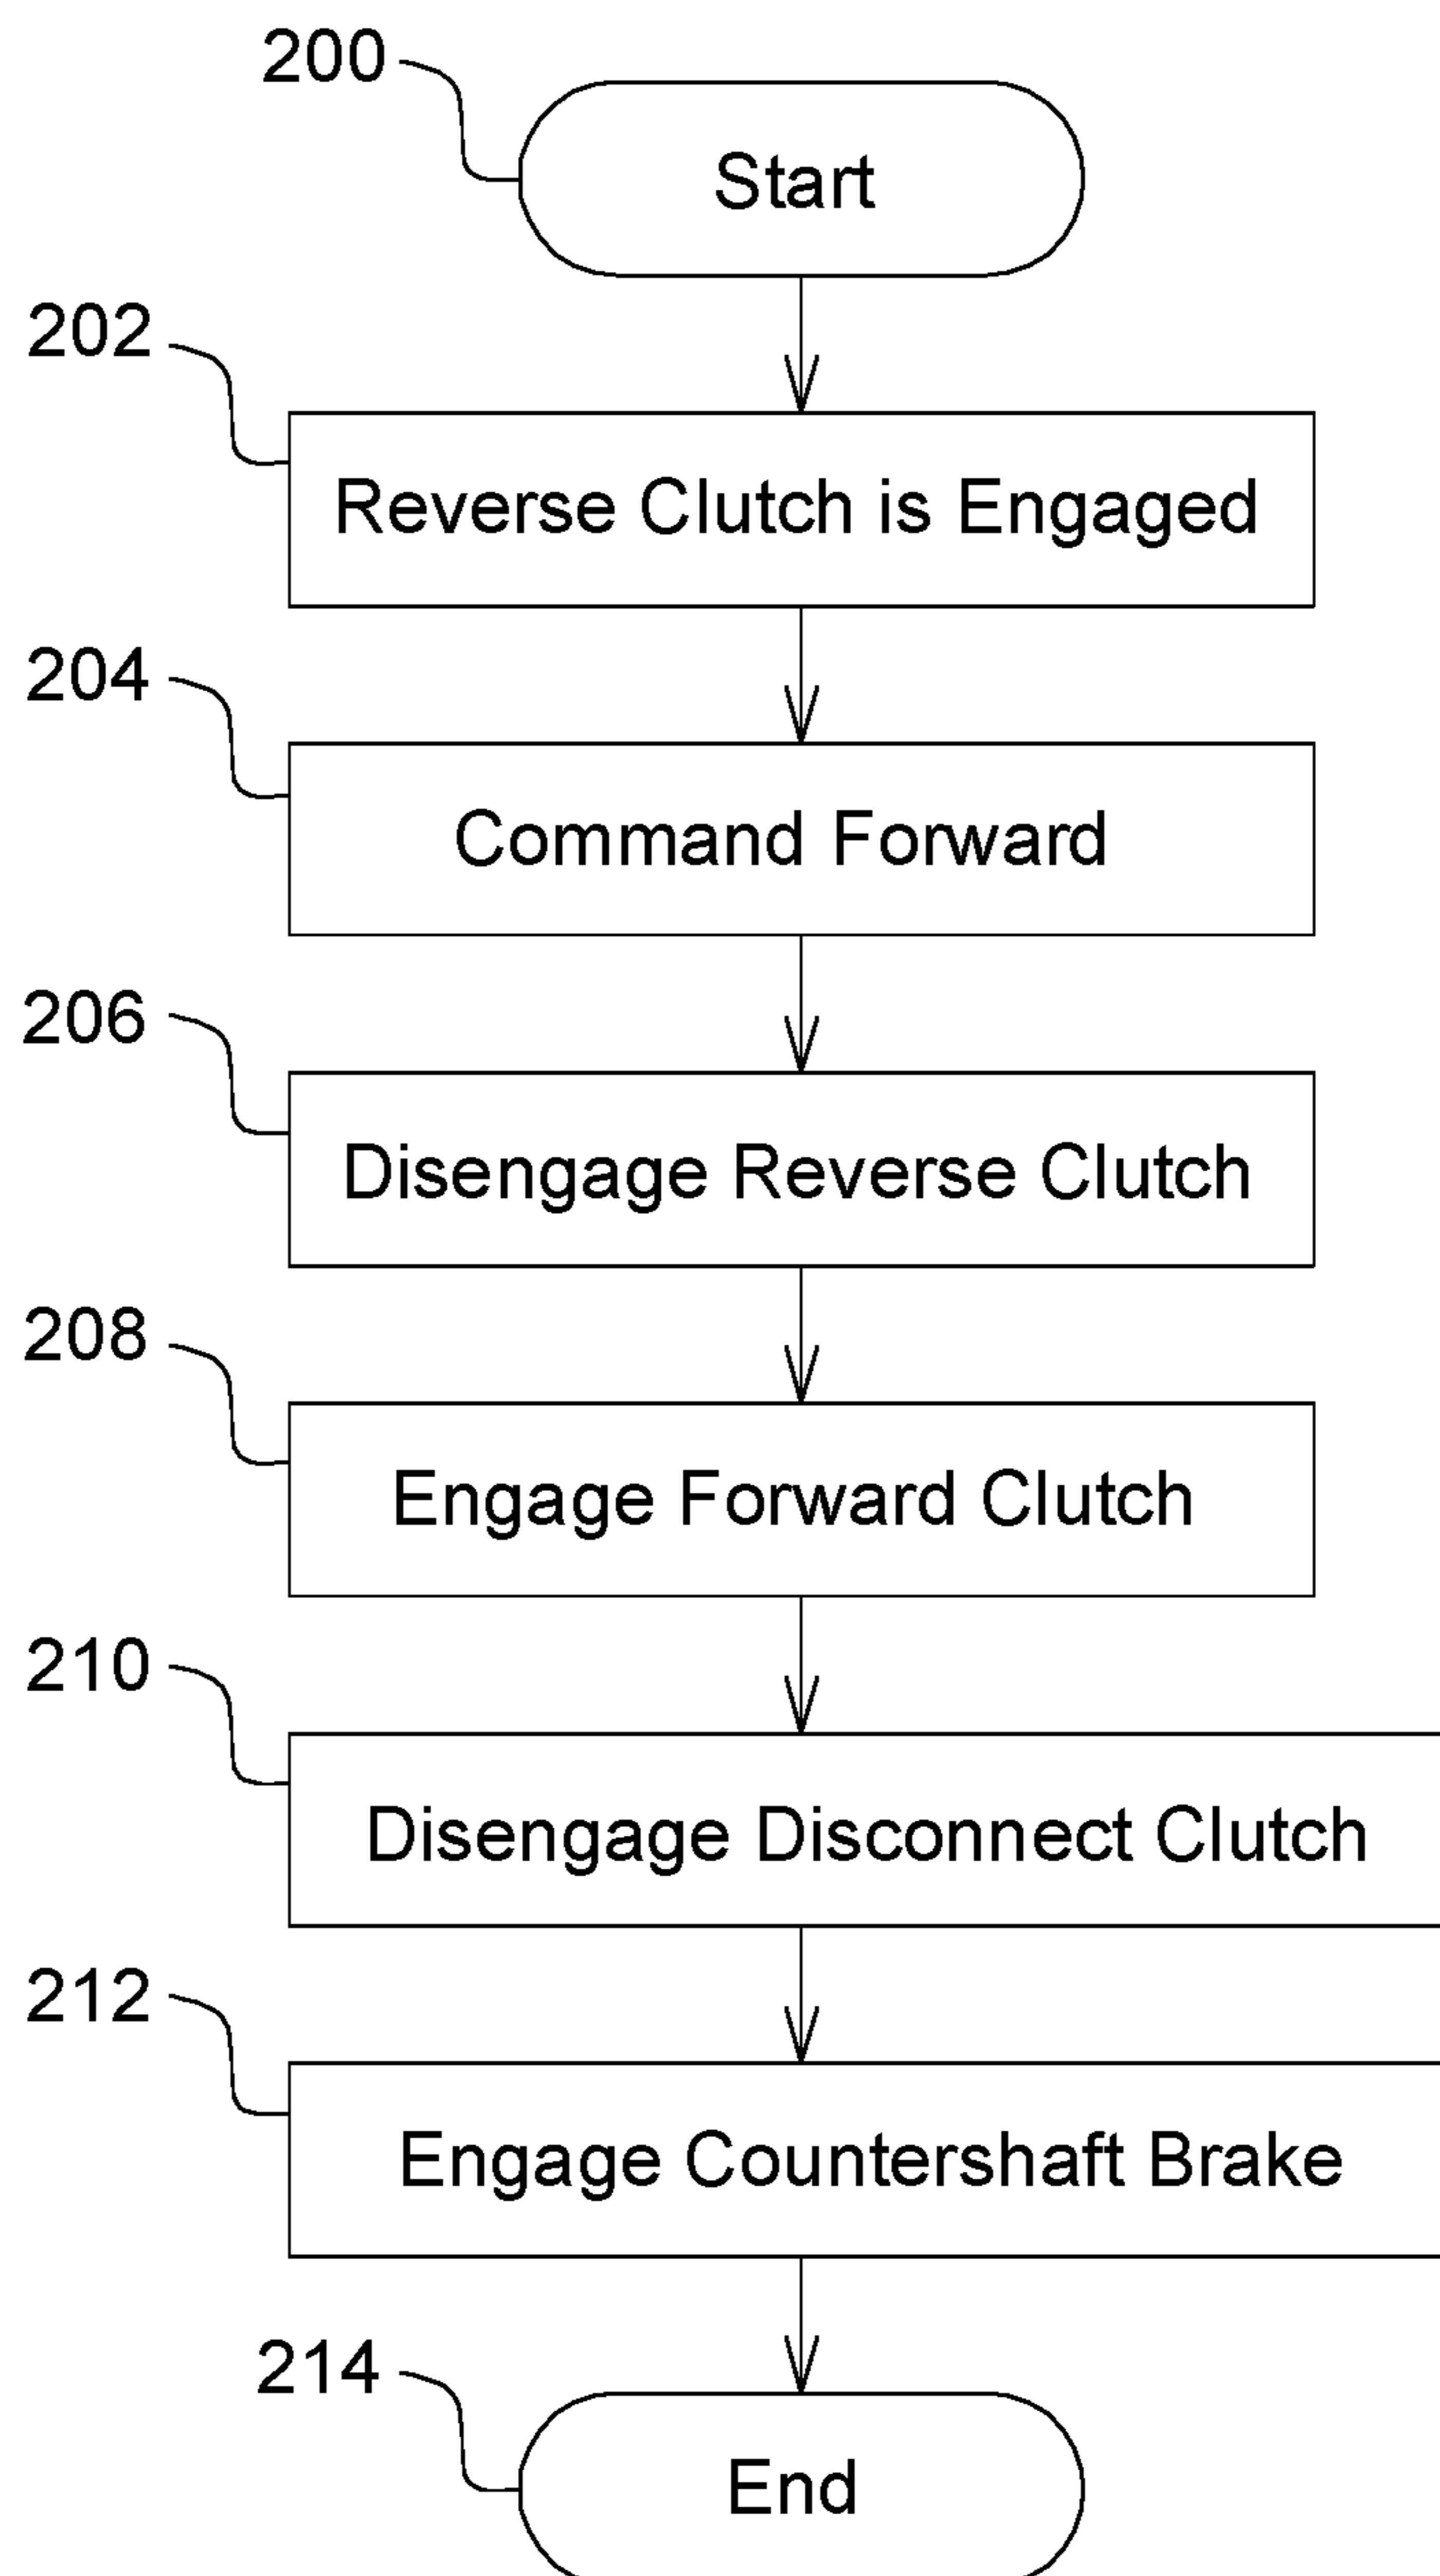 200
Start
202
Reverse Clutch is Engaged
204
Command Forward
206
Disengage Reverse Clutch
208
Engage Forward Clutch
210
Disengage Disconnect Clutch
212
Engage Countershaft Brake
214
End